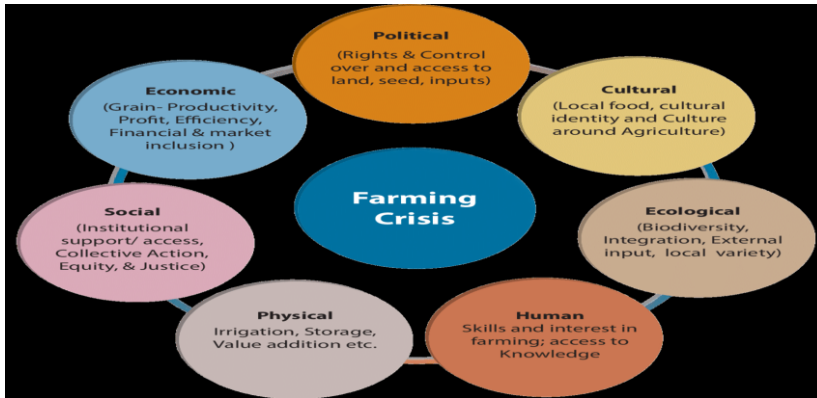 Political
(Rights & Control
over and access to
land, seed, inputs)
Economic
(Grain- Productivity,
Profit, Efficiency,
Financial & market
inclusion )
Cultural
(Local food, cultural
identity and Culture
around Agriculture)
Farming
Crisis
Social
(Institutional
support/ access,
Collective Action,
Equity, & Justice)
Ecological
(Biodiversity,
Integration, External
input, local variety)
Physical
Irrigation, Storage,
Value addition etc.
Human
Skills and interest in
farming; access to
Knowledge